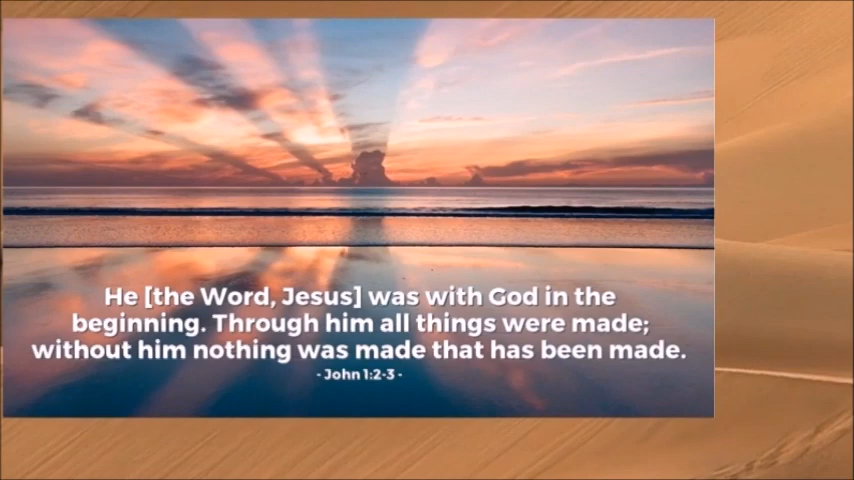 He [the Word, Jesus] was with God in the
beginning. Through him all things were made;
without him nothing was made that has been made.
- John 1:2-3 -